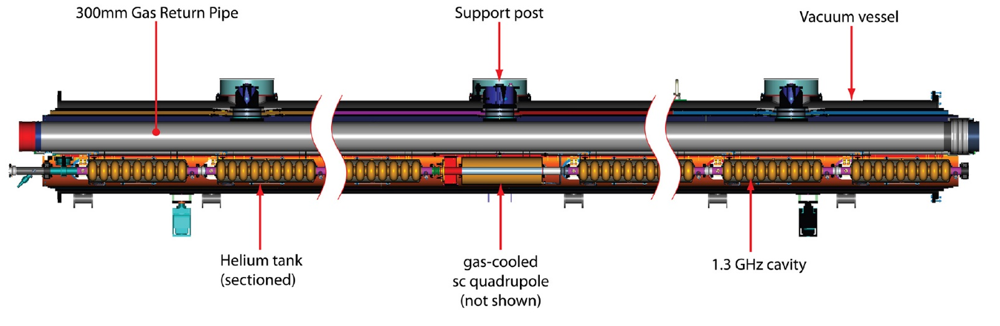 300mm Gas Return Pipe
Support post
Vacuum vessel
Helium tank
(sectioned)
gas-cooled
sc quadrupole
(not shown)
1.3 GHz cavity